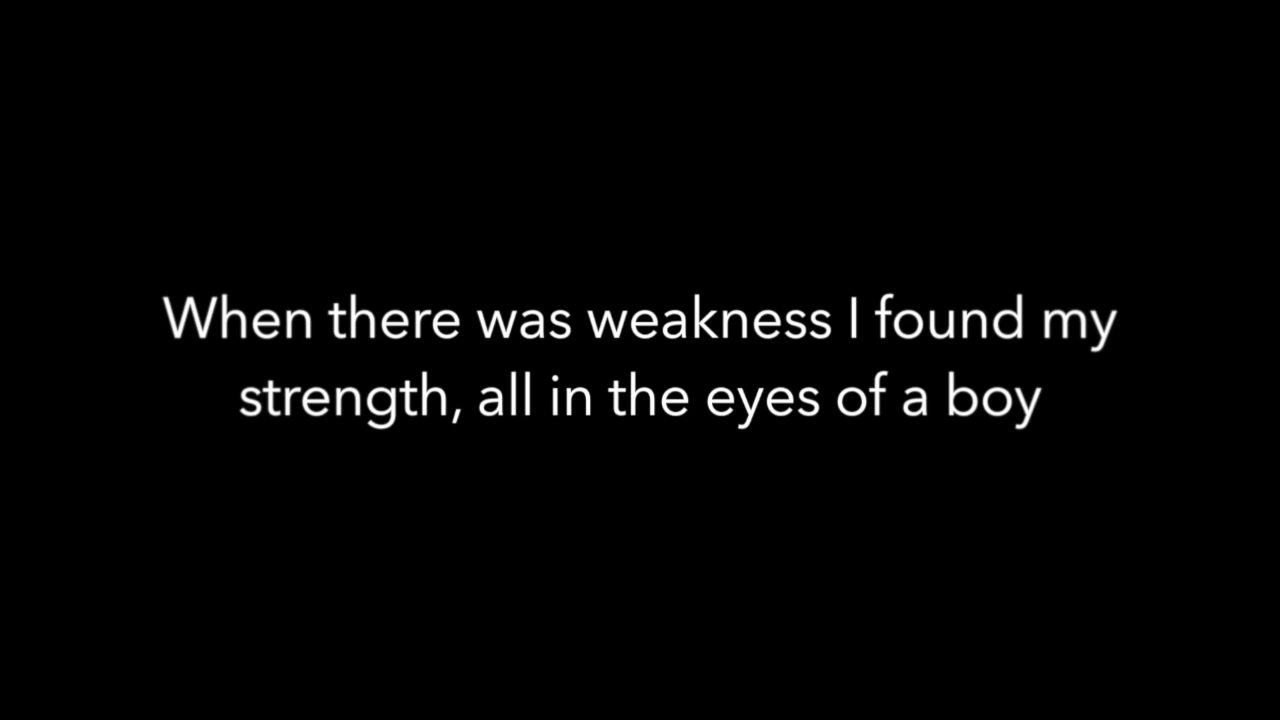 When there was weakness I found my
strength, all in the eyes of a boy